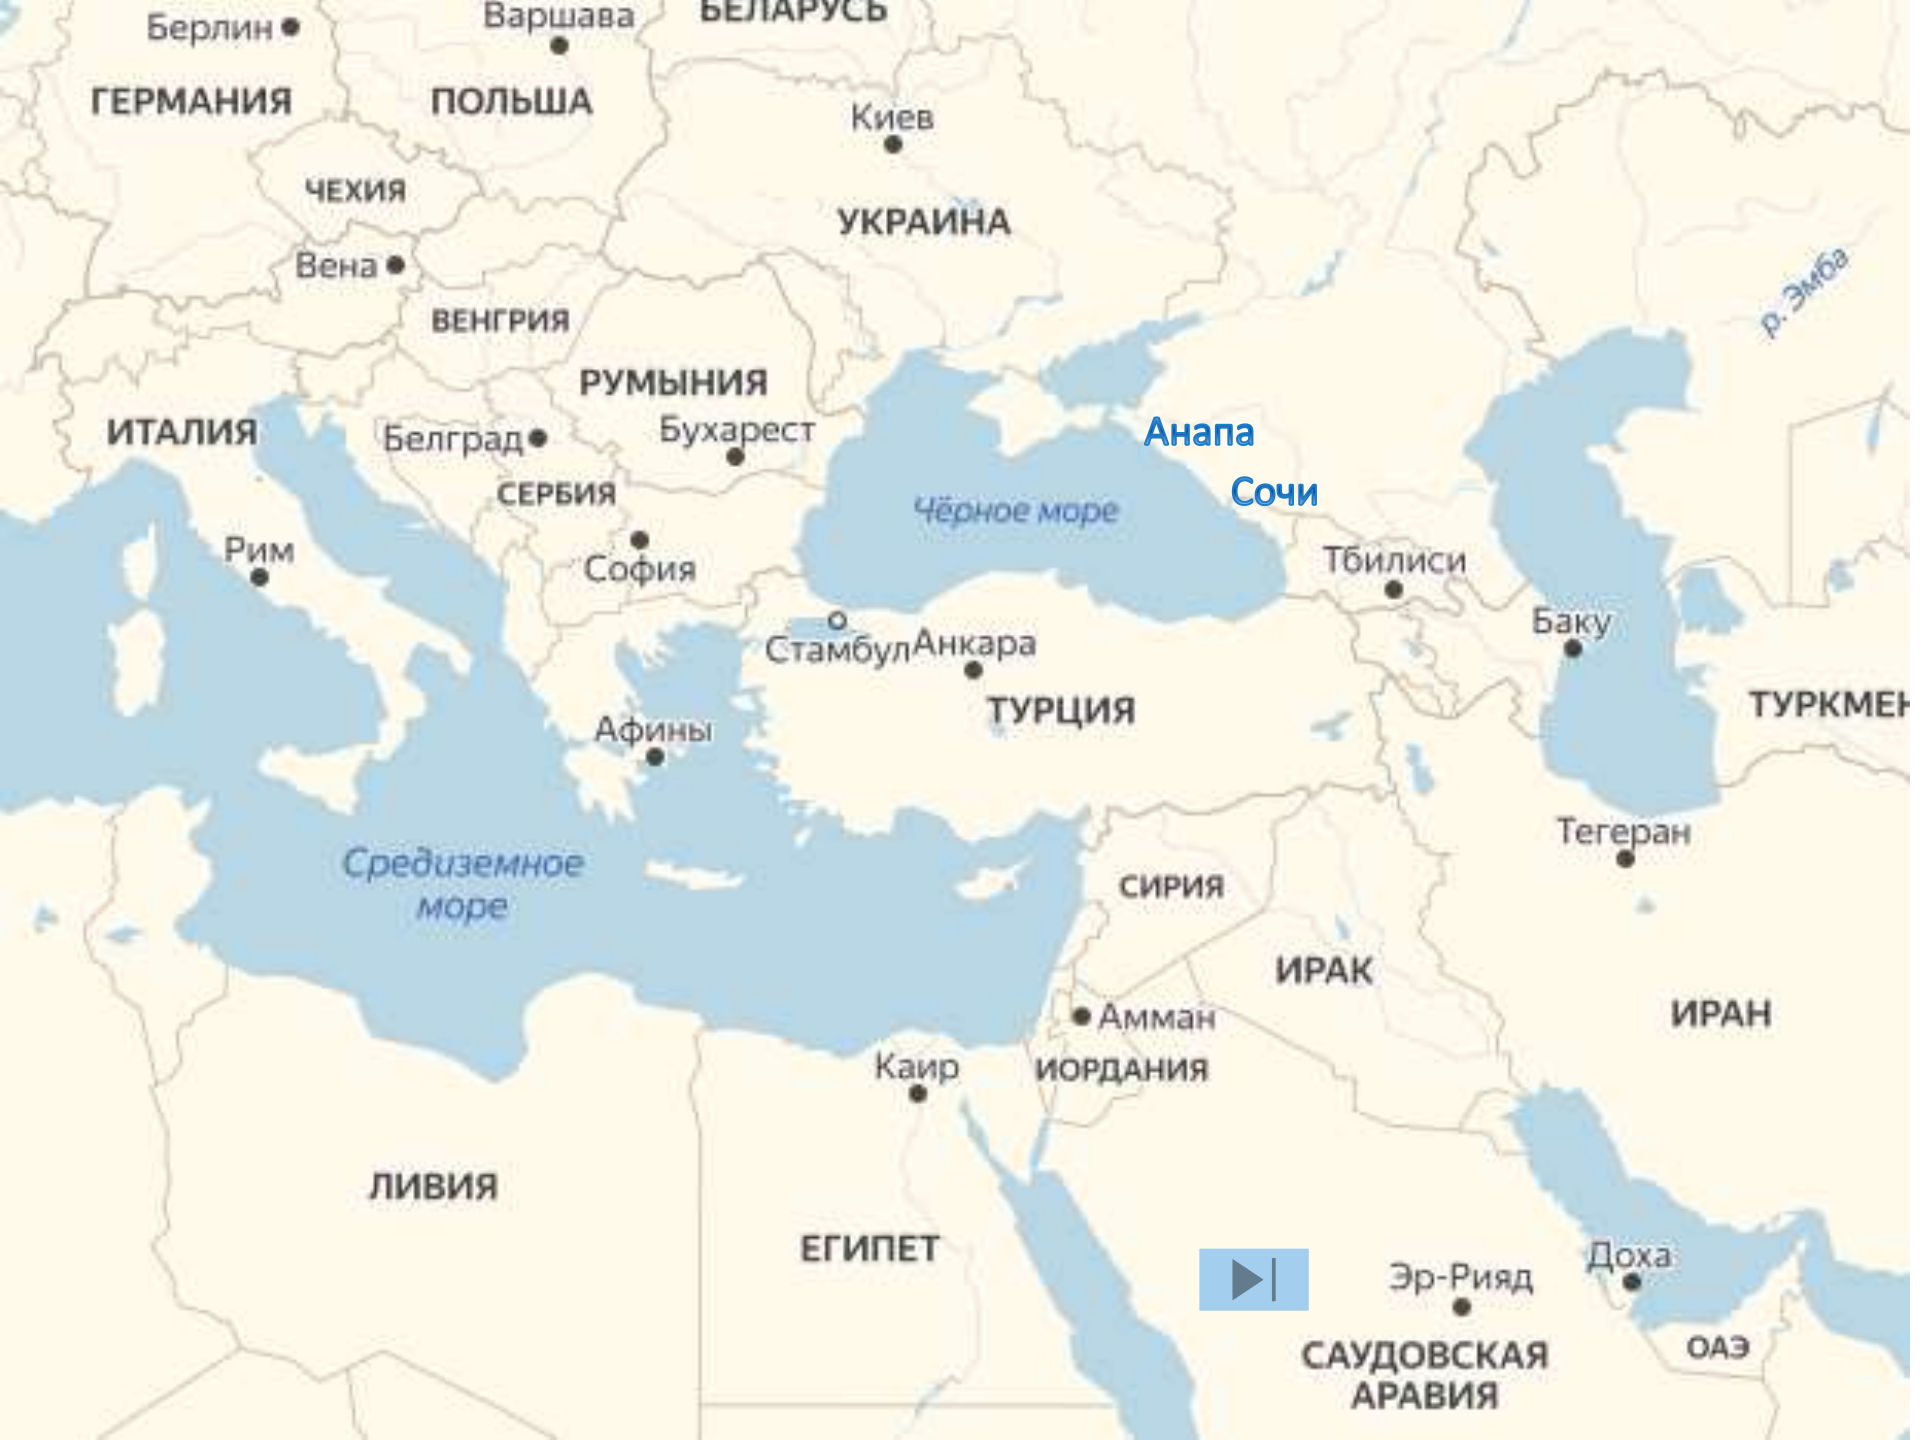 БЕЛАРУСЬ
Берлин
Варшава
ГЕРМАНИЯ
ПОЛЬША
Киев
ЧЕХИЯ
УКРАИНА
Вена
р. Эмба
ВЕНГРИЯ
РУМЫНИЯ
ИТАЛИЯ
Белград
Бухарест
Анапа
СЕРБИЯ
Сочи
Чёрное море
Рим
София
Тбилиси
Баку
Стамбул
Анкара
ТУРЦИЯ
ТУРКМЕН
Афины
Тегеран
Средиземное
море
СИРИЯ
ИРАК
ИРАН
Амман
Каир
ИОРДАНИЯ
ЛИВИЯ
ЕГИПЕТ
Доха
Эр-Рияд
САУДОВСКАЯ
АРАВИЯ
ОАЭ